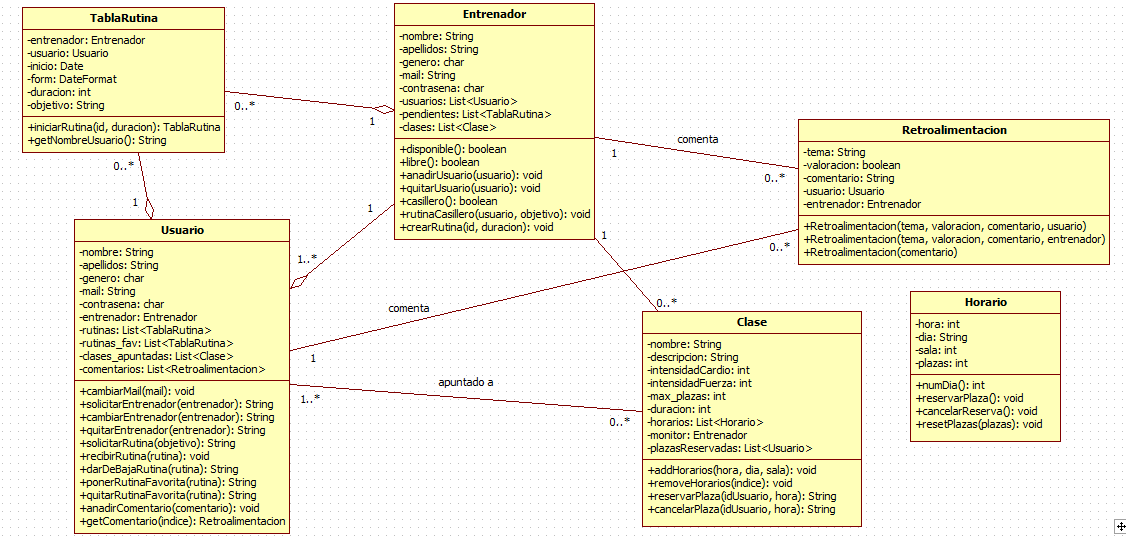 TablaRutina
-entrenador: Entrenador
-usuario: Usuario
-inicio: Date
-form: DateFormat
-duracion: int
-objetivo: String
+iniciarRutina(id, duracion): TablaRutina
+getNombreUsuario(): String
Entrenador
-nombre: String
-apellidos: String
-genero: char
-mail: String
-contrasena: char
-usuarios: List<Usuario>
-pendientes: List<TablaRutina>
-clases: List<Clase>
+disponible(): boolean
+libre(): boolean
+anadirUsuario(usuario): void
+quitarUsuario(usuario): void
+casillero(): boolean
+rutinaCasillero(usuario, objetivo): void
+crearRutina(id, duracion): void
0..*
1
comenta
1
0..*
Retroalimentacion
-tema: String
-valoracion: boolean
-comentario: String
-usuario: Usuario
-entrenador: Entrenador
+Retroalimentacion(tema, valoracion, comentario, usuario)
+Retroalimentacion(tema, valoracion, comentario, entrenador)
+Retroalimentacion(comentario)
0..*
1
1
1..*
1
0..*
0..*
comenta
1
Usuario
-nombre: String
-apellidos: String
-genero: char
-mail: String
-contrasena: char
-entrenador: Entrenador
-rutinas: List<TablaRutina>
-rutinas_fav: List<TablaRutina>
-clases_apuntadas: List<Clase>
-comentarios: List<Retroalimentacion>
+cambiarMail(mail): void
+solicitarEntrenador(entrenador): String
+cambiarEntrenador(entrenador): String
+quitarEntrenador(entrenador): String
+solicitarRutina(objetivo): String
+recibirRutina(rutina): void
+darDeBajaRutina(rutina): String
+ponerRutinaFavorita(rutina): String
+quitarRutinaFavorita(rutina): String
+anadirComentario(comentario): void
+getComentario(indice): Retroalimentacion
apuntado a
1..*
0..*
Clase
-nombre: String
-descripcion: String
-intensidadCardio: int
-intensidadFuerza: int
-max_plazas: int
-duracion: int
-horarios: List<Horario>
-monitor: Entrenador
-plazasReservadas: List<Usuario>
+addHorarios(hora, dia, sala): void
+removeHorarios(indice): void
+reservarPlaza(idUsuario, hora): String
+cancelarPlaza(idUsuario, hora): String
Horario
-hora: int
-dia: String
-sala: int
-plazas: int
+numDia(): int
+reservarPlaza(): void
+cancelarReserva(): void
+resetPlazas(plazas): void